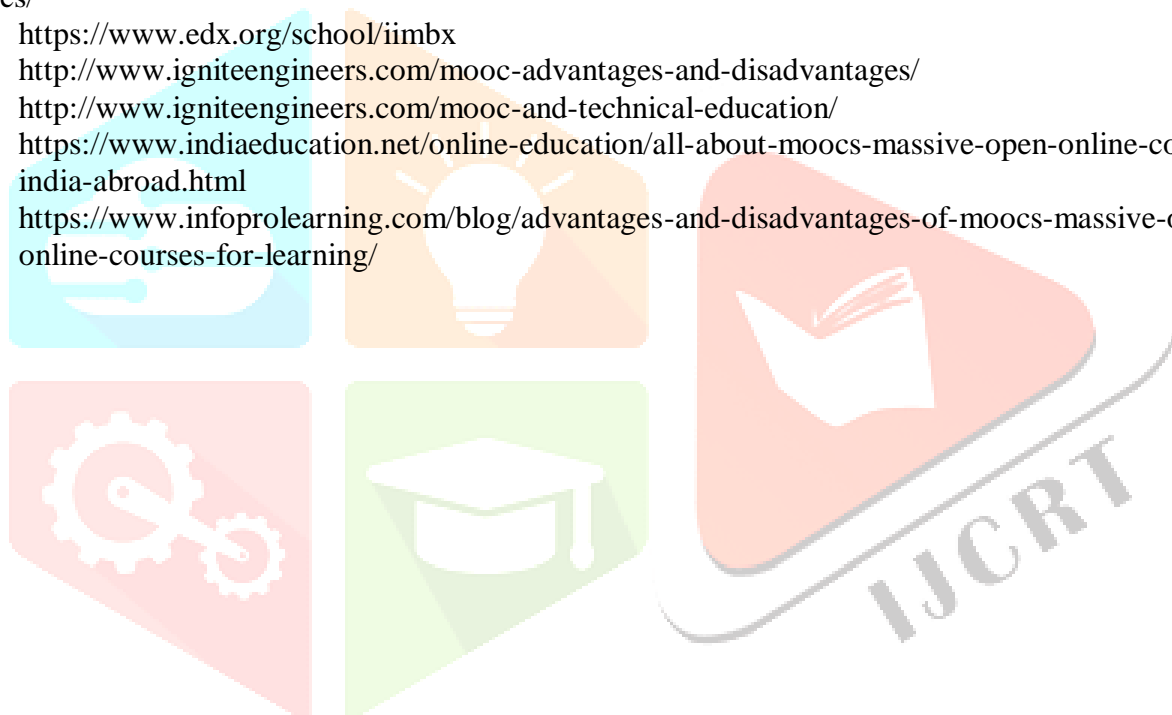 https://www.edx.org/school/iimbx
http://www.igniteengineers.com/mooc-advantages-and-disadvantages/
http://www.igniteengineers.com/mooc-and-technical-education/
https://www.indiaeducation.net/online-education/all-about-moocs-massive-open-online-co
india-abroad.html
https://www.infoprolearning.com/blog/advantages-and-disadvantages-of-moocs-massive-o
online-courses-for-learning/
IJCRT